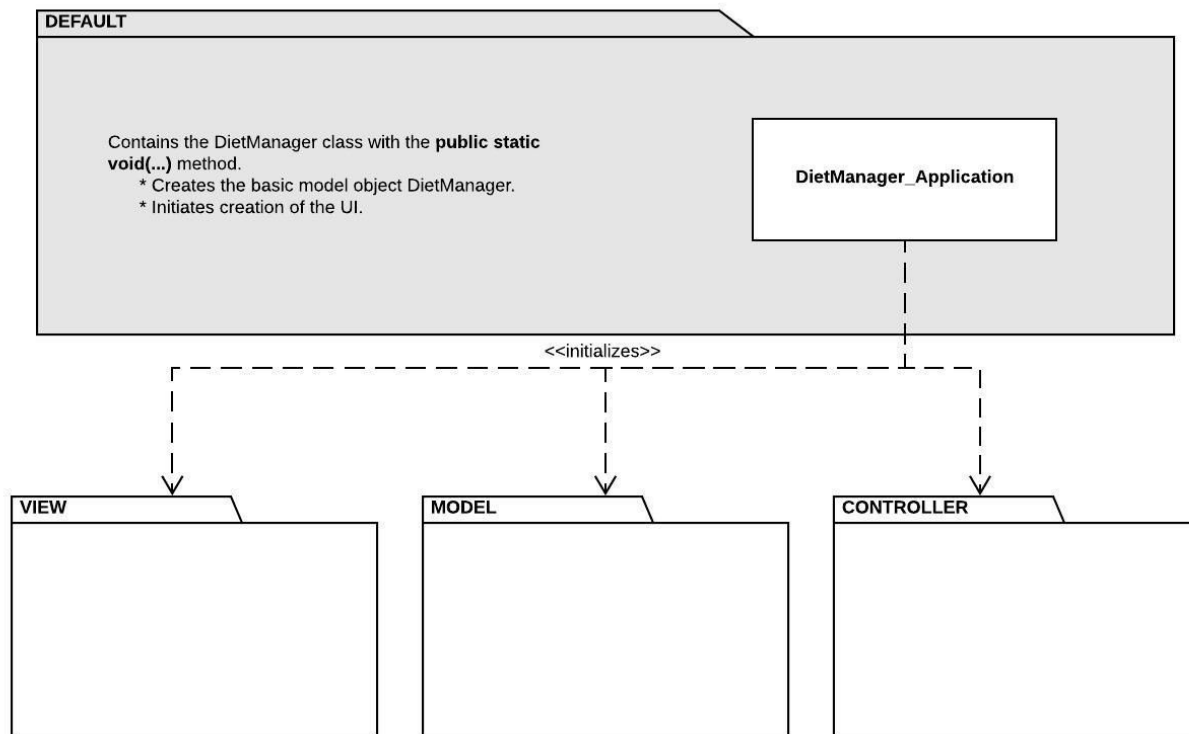 DEFAULT
Contains the DietManager class with the public static
void(...) method.
* Creates the basic model object DietManager.
* Initiates creation of the UI.
DietManager_Application
<<initializes>>
VIEW
MODEL
CONTROLLER